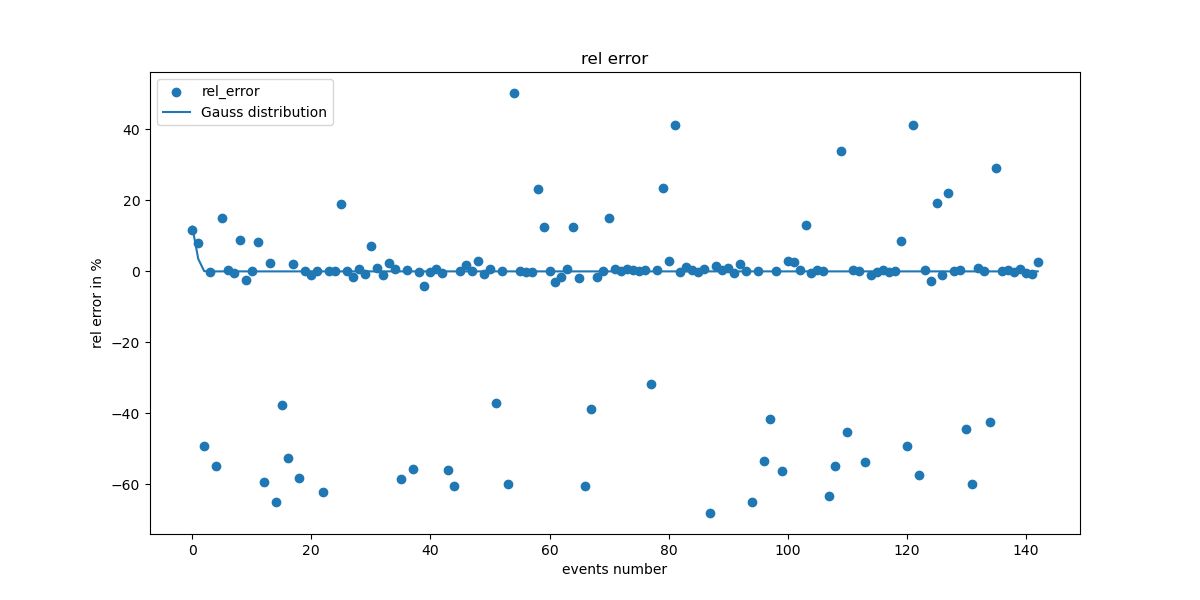 rel error
rel_error
Gauss distribution
40
20
0
−20
−40
−60
rel error in %
0 20 40 60 80 100 120 140
events number